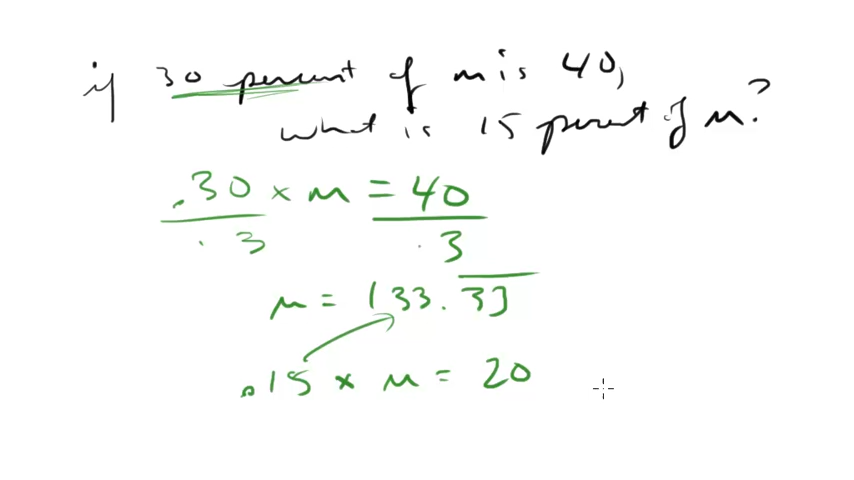 if 30 percent of m is 40,
what is 15 percent of m?
.30 × m = 40
.3 .3
m = 133.33
.15 × m = 20